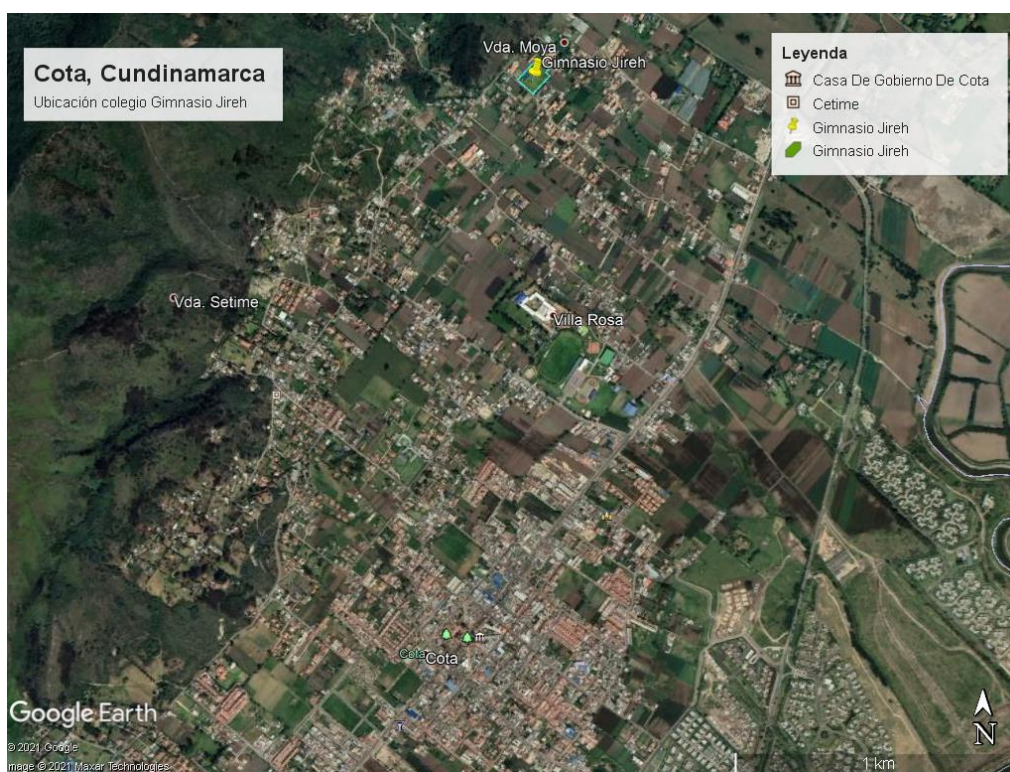 Cota, Cundinamarca
Ubicación colegio Gimnasio Jireh
Vda. Moya
Gimnasio Jireh
Leyenda
Casa De Gobierno De Cota
Cetime
Gimnasio Jireh
Gimnasio Jireh
Vda. Setime
Villa Rosa
Cota
Cota
Google Earth
© 2021 Google
Image © 2021 Maxar Technologies
1 km
N